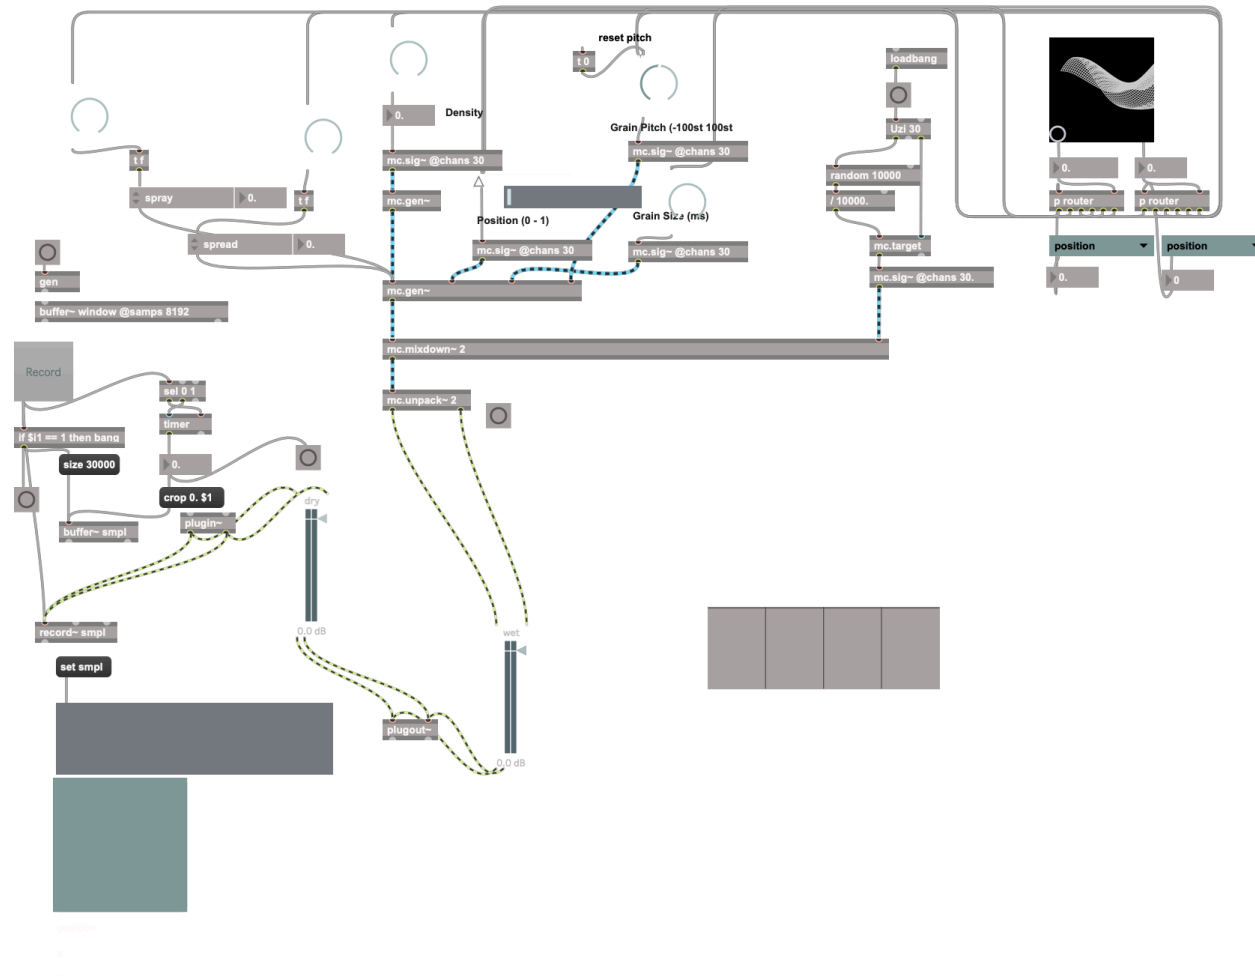 reset pitch
t 0
loadbang
0.
Density
Uzi 30
Grain Pitch (-100st 100st
mc.sig~ @chans 30
mc.sig~ @chans 30
t f
0.
0.
random 10000
spray
0.
t f
mc.gen~
/ 10000.
p router
p router
Grain Size (ms)
Position (0 - 1)
spread
0.
mc.sig~ @chans 30
mc.sig~ @chans 30
mc.target
position
position
gen
mc.gen~
mc.sig~ @chans 30.
0.
0
buffer~ window @samps 8192
mc.mixdown~ 2
Record
sel 0 1
mc.unpack~ 2
timer
if $i1 == 1 then bang
size 30000
0.
crop 0. $1
dry
plugin~
buffer~ smpl
record~ smpl
0.0 dB
wet
set smpl
plugout~
0.0 dB